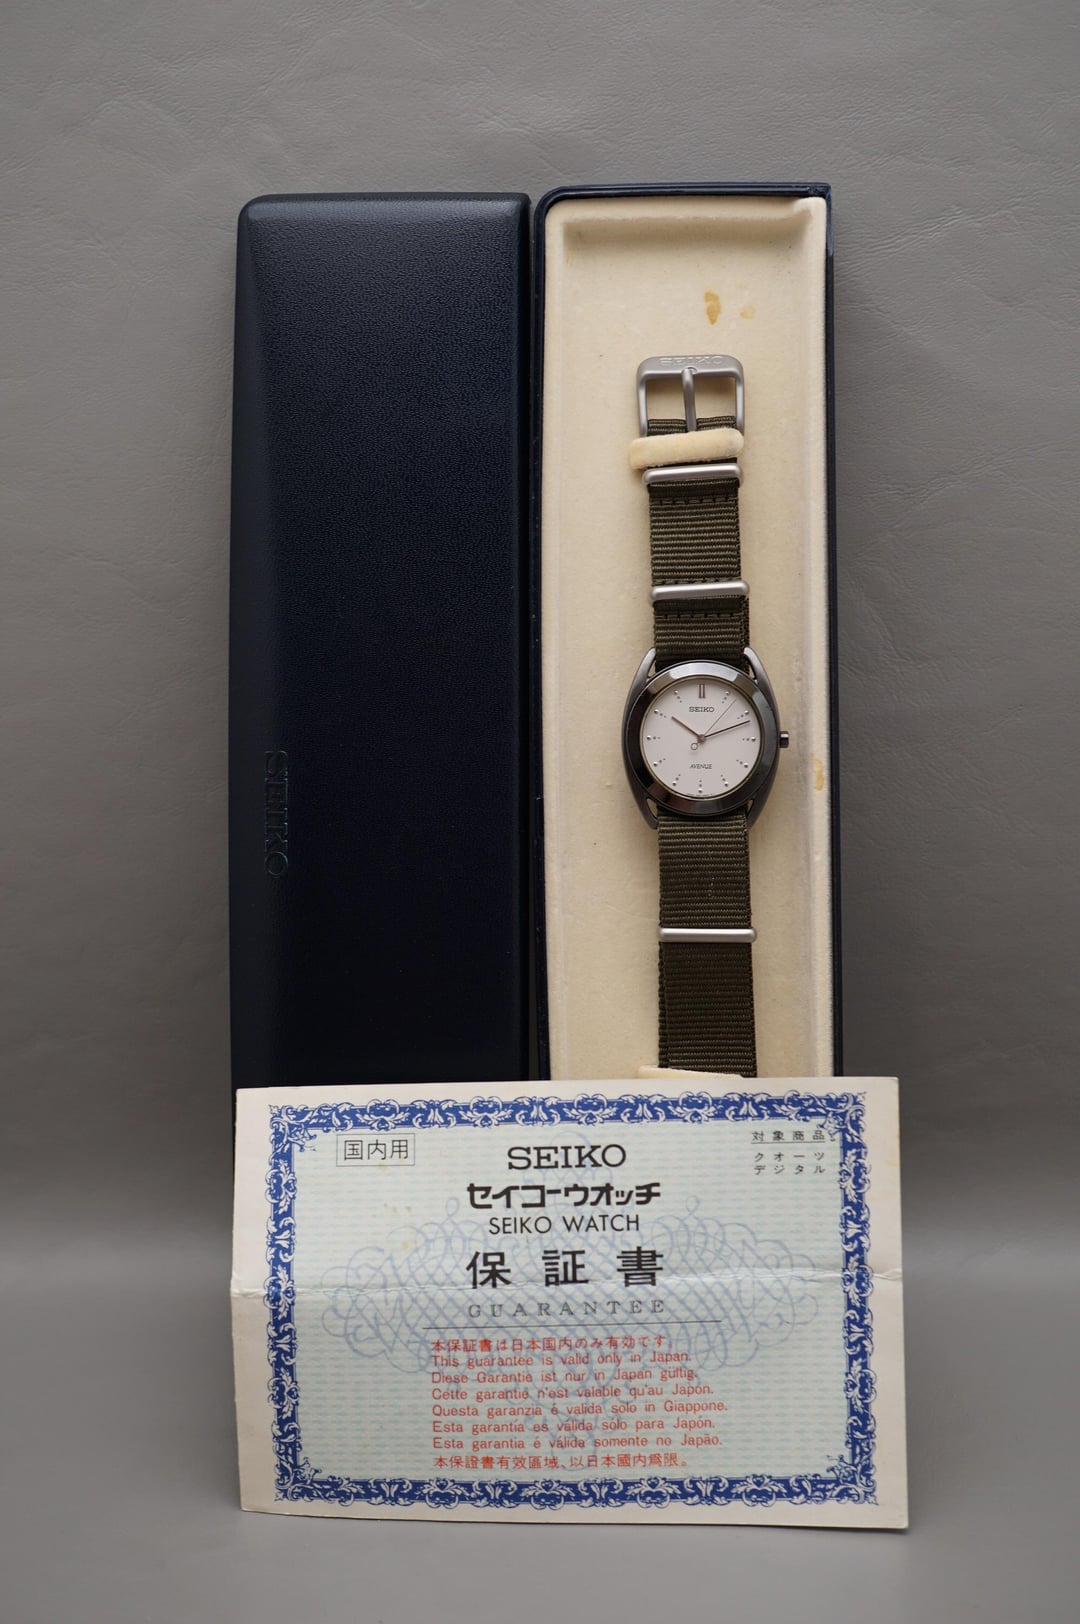 SEIKO
SEIKO
SEIKO
AVENUE
国内用
対象商品
クオーツ
デジタル
SEIKO
セイコーウオッチ
SEIKO WATCH
保証書
GUARANTEE
本保証書は日本国内のみ有効です。
This guarantee is valid only in Japan.
Diese Garantie ist nur in Japan gültig.
Cette garantie n'est valable qu'au Japon.
Questa garanzia é valida solo in Giappone.
Esta garantía es válida sólo para Japón.
Esta garantia é válida somente no Japão.
本保證書有效區域、以日本國内爲限。